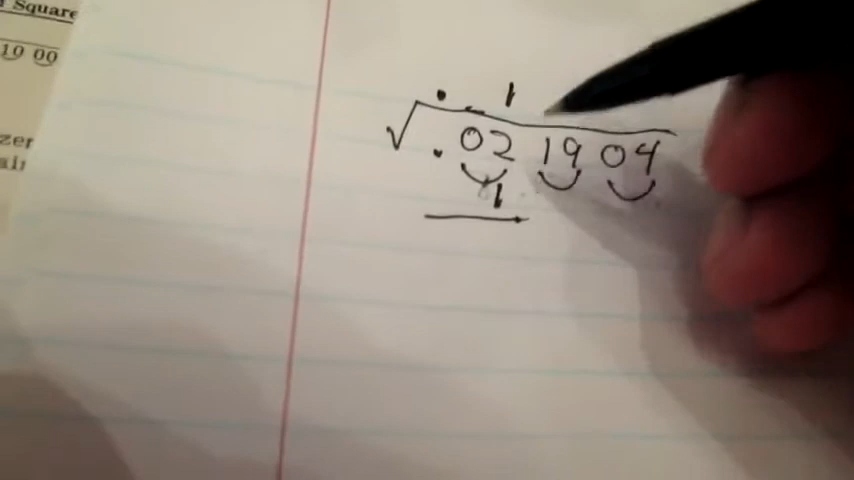 Square
10 00
zer
. 1
√ . 02 19 04
1